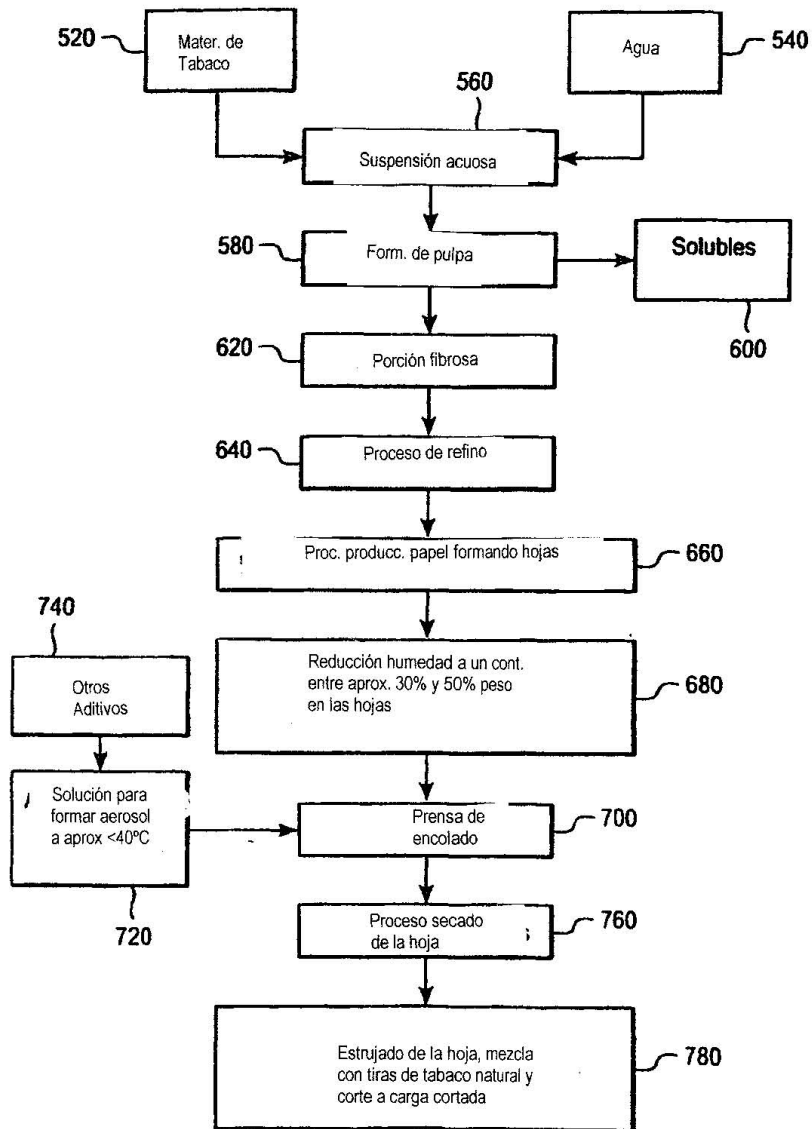 520
Mater. de
Tabaco
Agua
540
560
Suspensión acuosa
580
Form. de pulpa
Solubles
600
620
Porción fibrosa
640
Proceso de refino
Proc. producc. papel formando hojas
660
740
Otros
Aditivos
Reducción humedad a un cont.
entre aprox. 30% y 50% peso
en las hojas
680
Solución para
formar aerosol
a aprox <40ºC
720
Prensa de
encolado
700
Proceso secado
de la hoja
760
Estrujado de la hoja, mezcla
con tiras de tabaco natural y
corte a carga cortada
780